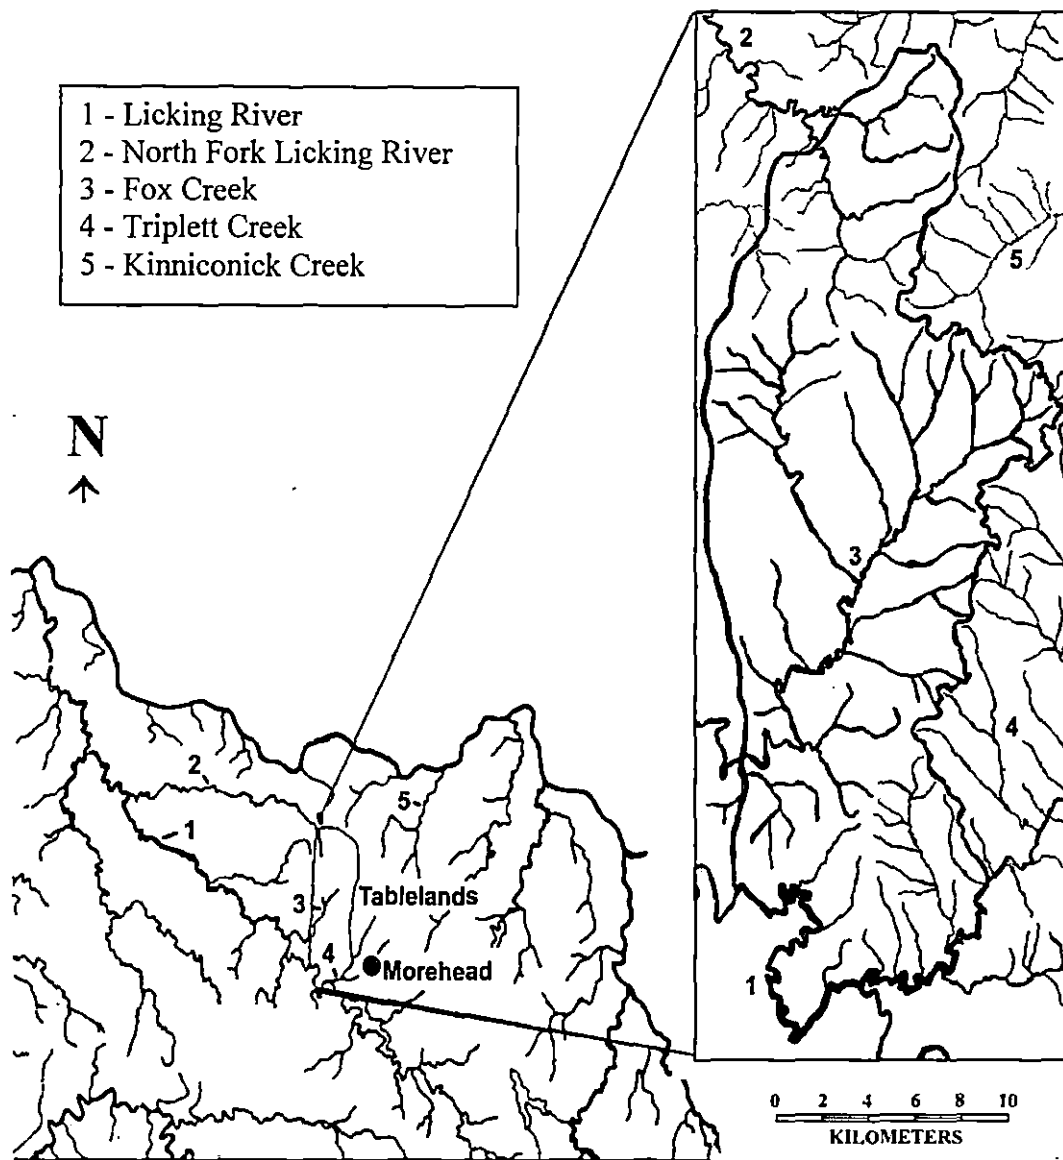 1 - Licking River
2 - North Fork Licking River
3 - Fox Creek
4 - Triplett Creek
5 - Kinniconick Creek
N
2
5
3
4
1
2
5
1
3
Tablelands
4
Morehead
0 2 4 6 8 10
KILOMETERS